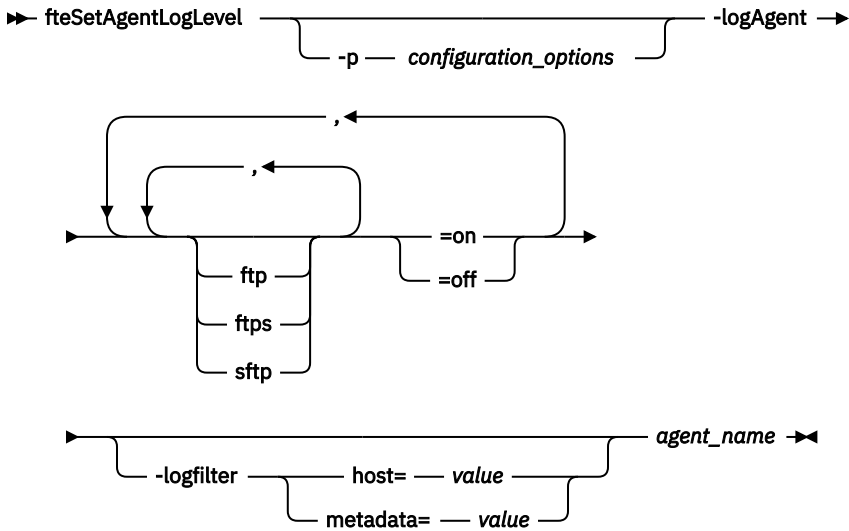 fteSetAgentLogLevel -logAgent
-p configuration_options
,
,
=on
ftp =off
ftps
sftp
agent_name
-logfilter host= value
metadata= value